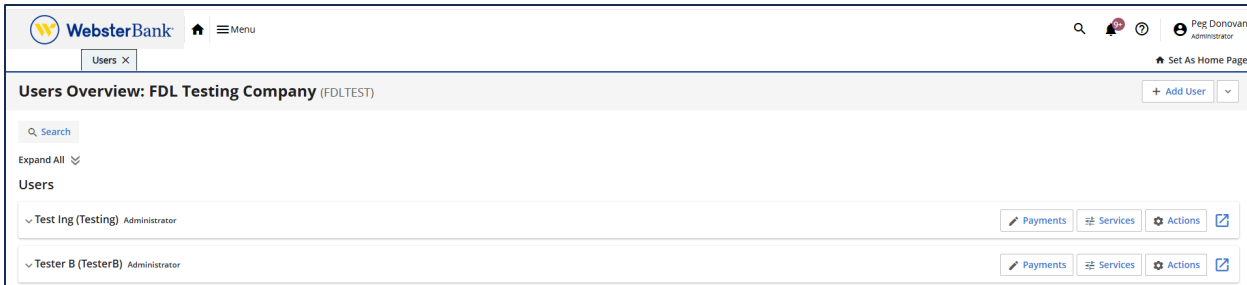 WebsterBank Menu 9+ Peg Donovan
Administrator
Users Set As Home Page
Users Overview: FDL Testing Company (FDLTEST) + Add User
Search
Expand All
Users
Test Ing (Testing) Administrator Payments Services Actions
Tester B (TesterB) Administrator Payments Services Actions